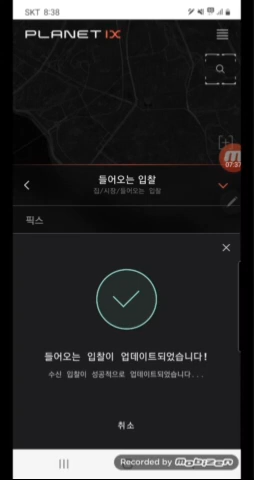 SKT 8:38
PLANET IX
07:37
들어오는 입찰
집/시장/들어오는 입찰
픽스
들어오는 입찰이 업데이트되었습니다!
수신 입찰이 성공적으로 업데이트되었습니다...
취소
Recorded by Mobizen